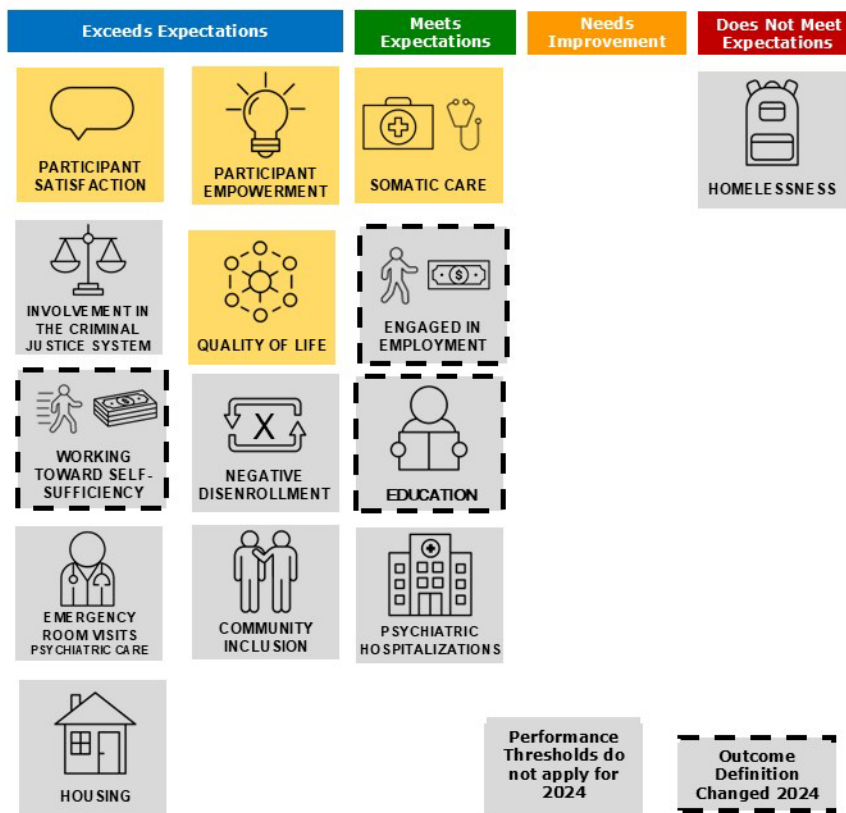 Exceeds Expectations
Meets
Expectations
Needs
Improvement
Does Not Meet
Expectations
PARTICIPANT
SATISFACTION
PARTICIPANT
EMPOWERMENT
SOMATIC CARE
HOMELESSNESS
INVOLVEMENT IN
THE CRIMINAL
JUSTICE SYSTEM
QUALITY OF LIFE
$
ENGAGED IN
EMPLOYMENT
$
WORKING
TOWARD SELF-
SUFFICIENCY
X
NEGATIVE
DISENROLLMENT
EDUCATION
EMERGENCY
ROOM VISITS
PSYCHIATRIC CARE
COMMUNITY
INCLUSION
PSYCHIATRIC
HOSPITALIZATIONS
HOUSING
Performance
Thresholds do
not apply for
2024
Outcome
Definition
Changed 2024